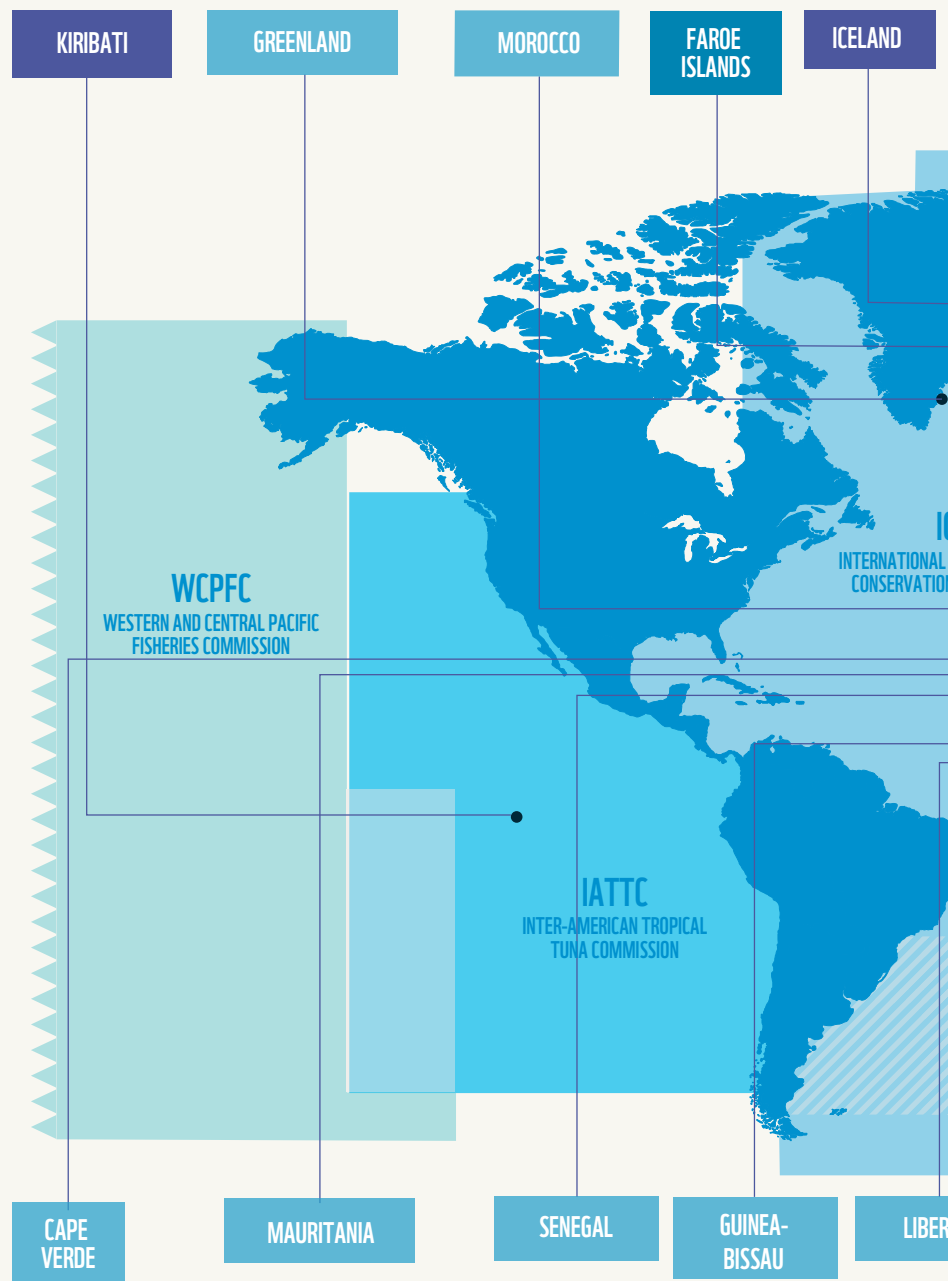 KIRIBATI
GREENLAND
MOROCCO
FAROE
ISLANDS
ICELAND
INTERNATIONAL
WCPFC
WESTERN AND CENTRAL PACIFIC
FISHERIES COMMISSION
IATTC
INTER-AMERICAN TROPICAL
TUNA COMMISSION
CAPE
VERDE
MAURITANIA
SENEGAL
GUINEA-
BISSAU